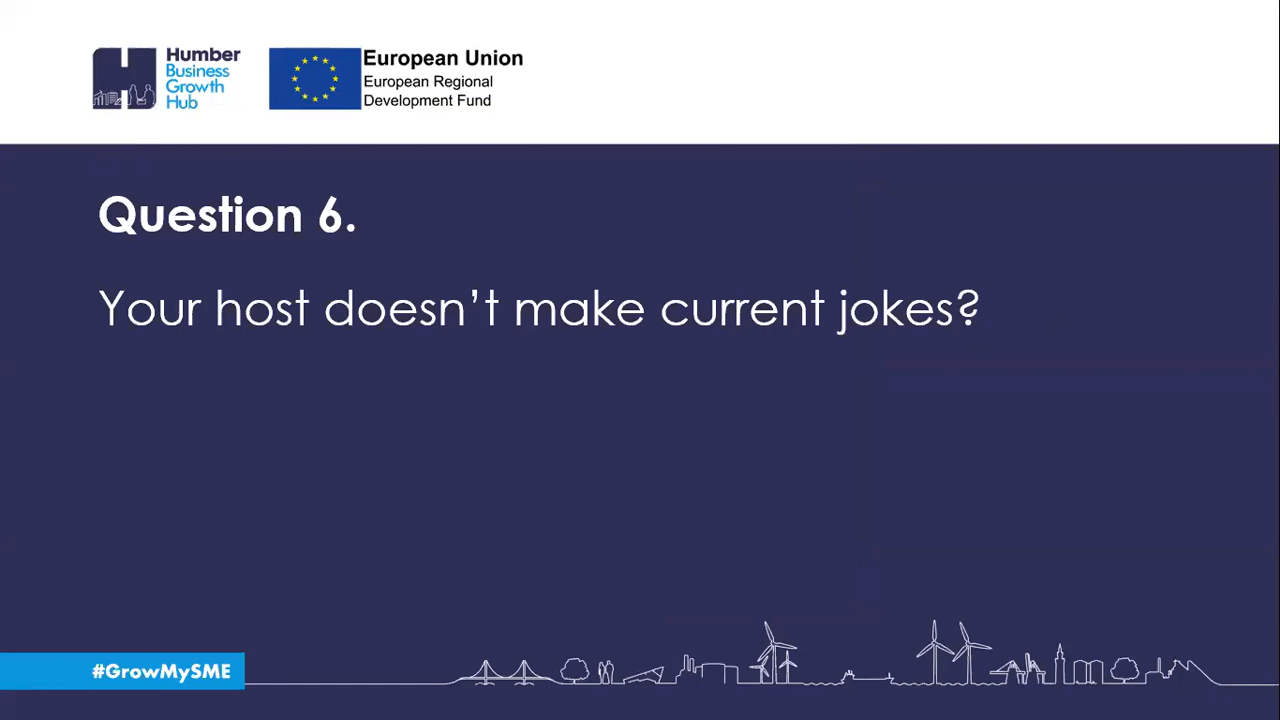 Humber
Business
Growth
Hub
European Union
European Regional
Development Fund
Question 6.
Your host doesn’t make current jokes?
#GrowMySME